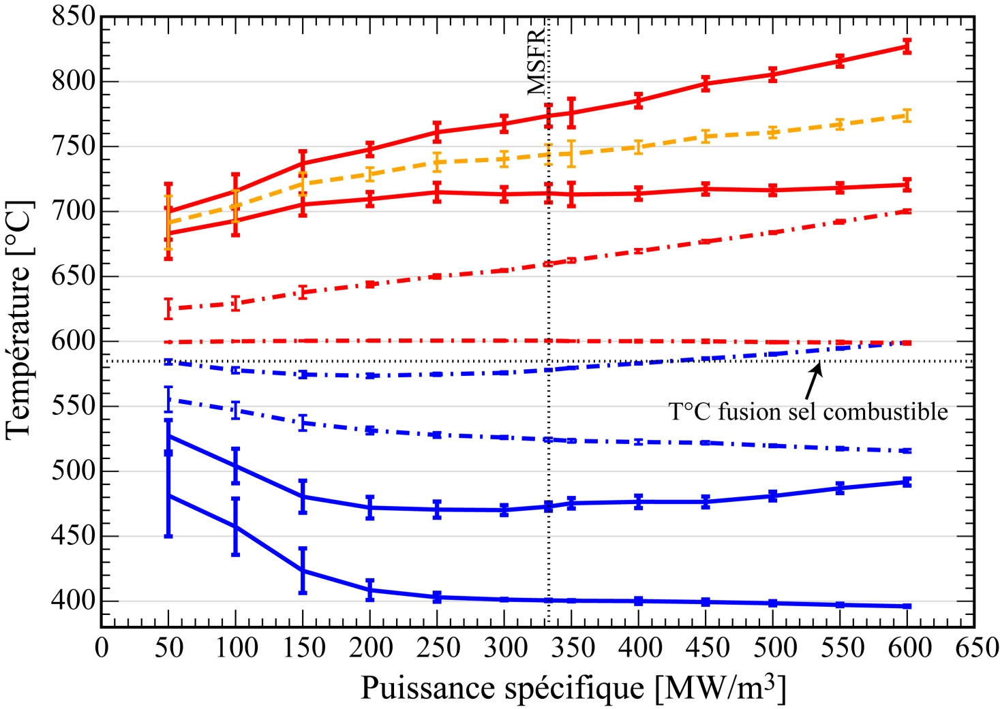 850
800
750
700
650
600
550
500
450
400
Température [°C]
MSFR
T°C fusion sel combustible
0 50 100 150 200 250 300 350 400 450 500 550 600 650
Puissance spécifique [MW/m³]